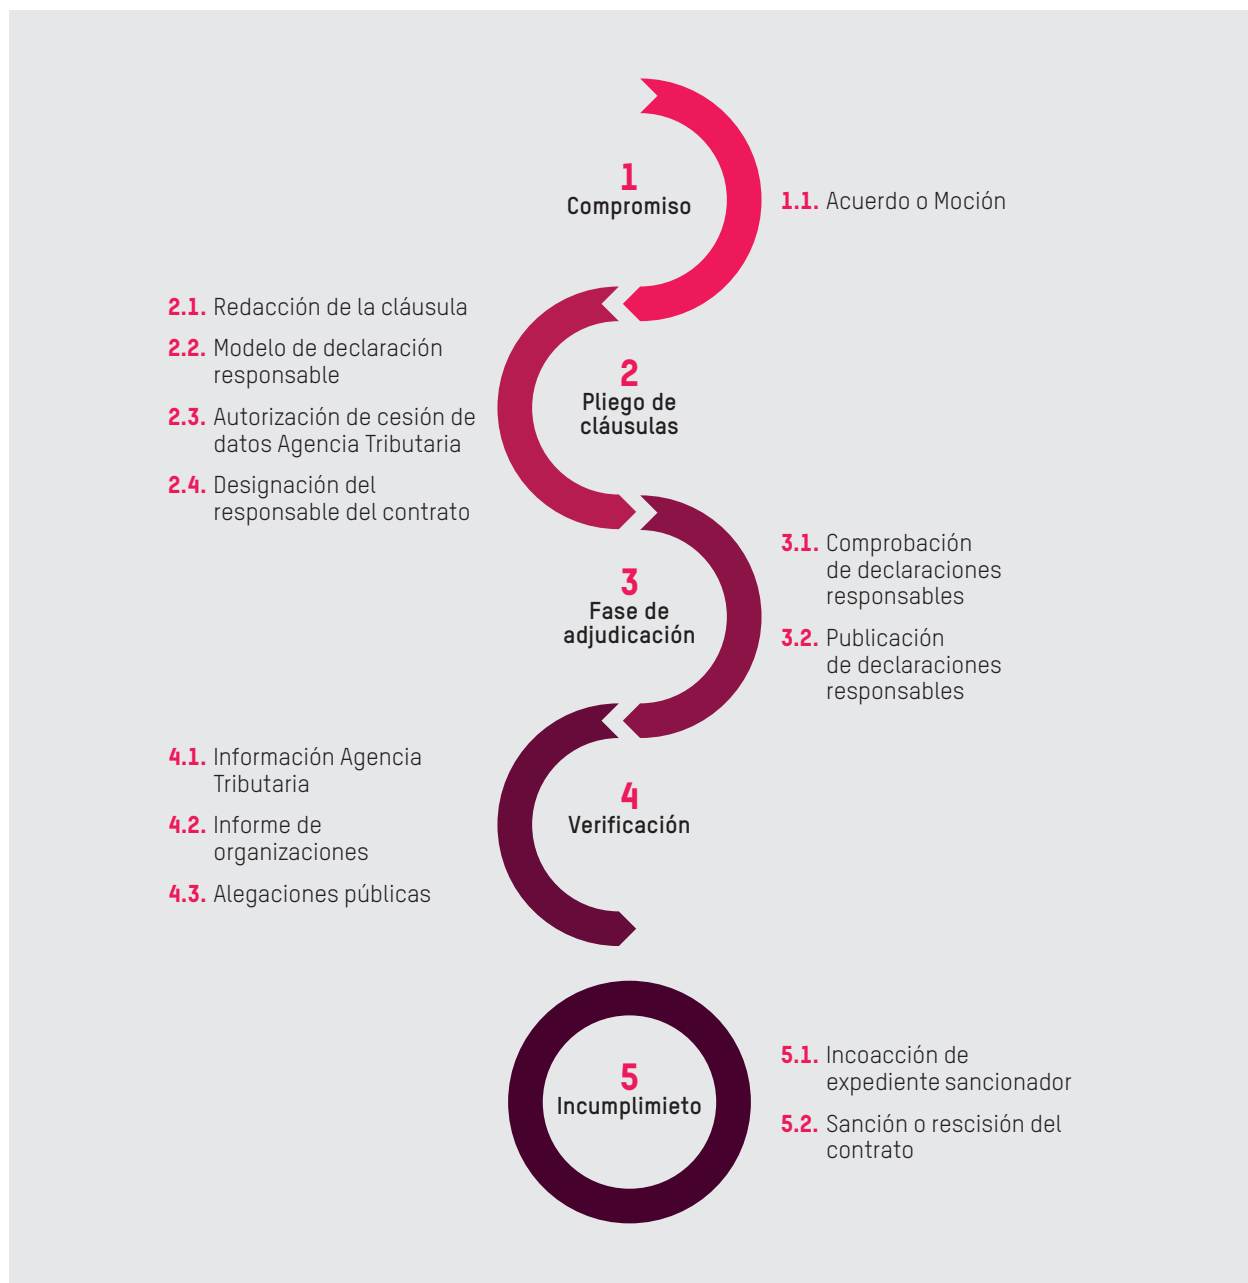 1
Compromiso
1.1. Acuerdo o Moción
2.1. Redacción de la cláusula
2.2. Modelo de declaración
responsable
2.3. Autorización de cesión de
datos Agencia Tributaria
2.4. Designación del
responsable del contrato
2
Pliego de
cláusulas
3
Fase de
adjudicación
3.1. Comprobación
de declaraciones
responsables
3.2. Publicación
de declaraciones
responsables
4.1. Información Agencia
Tributaria
4.2. Informe de
organizaciones
4.3. Alegaciones públicas
4
Verificación
5
Incumplimieto
5.1. Incoacción de
expediente sancionador
5.2. Sanción o rescisión del
contrato